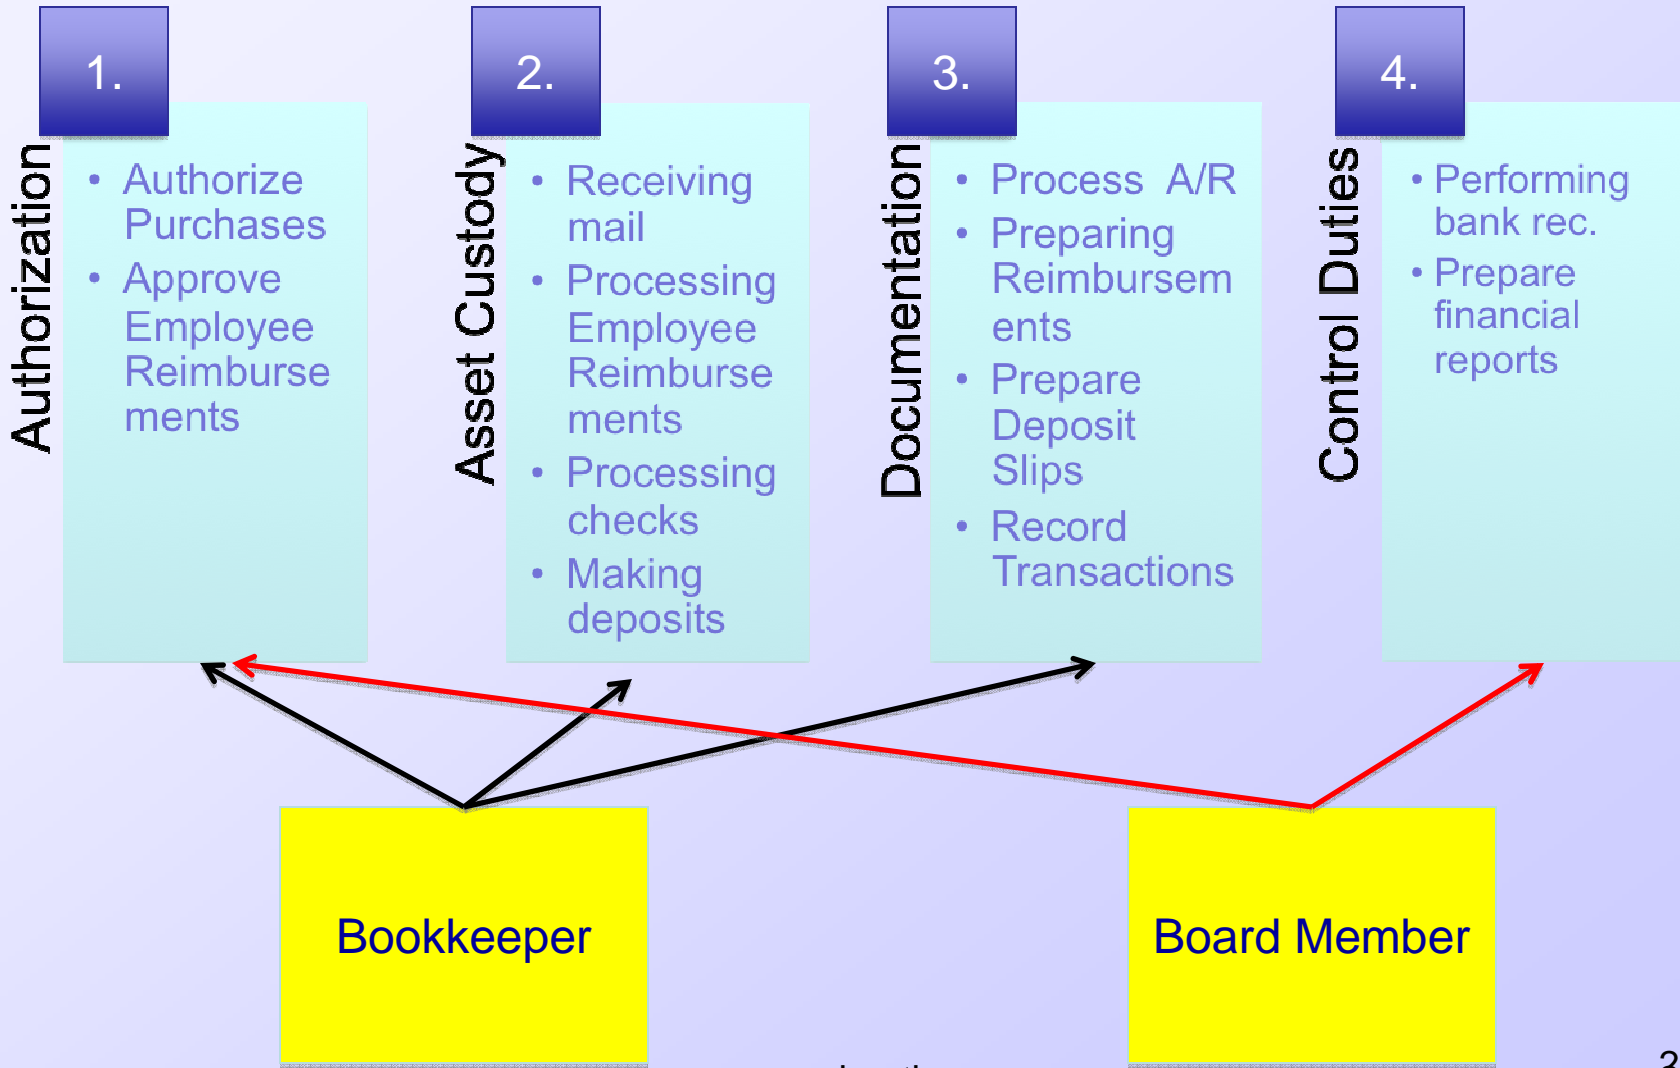 1.
Authorization
• Authorize
Purchases
• Approve
Employee
Reimburse
ments
2.
Asset Custody
• Receiving
mail
• Processing
Employee
Reimburse
ments
• Processing
checks
• Making
deposits
3.
Documentation
• Process A/R
• Preparing
Reimbursem
ents
• Prepare
Deposit
Slips
• Record
Transactions
4.
Control Duties
• Performing
bank rec.
• Prepare
financial
reports
Bookkeeper
Board Member